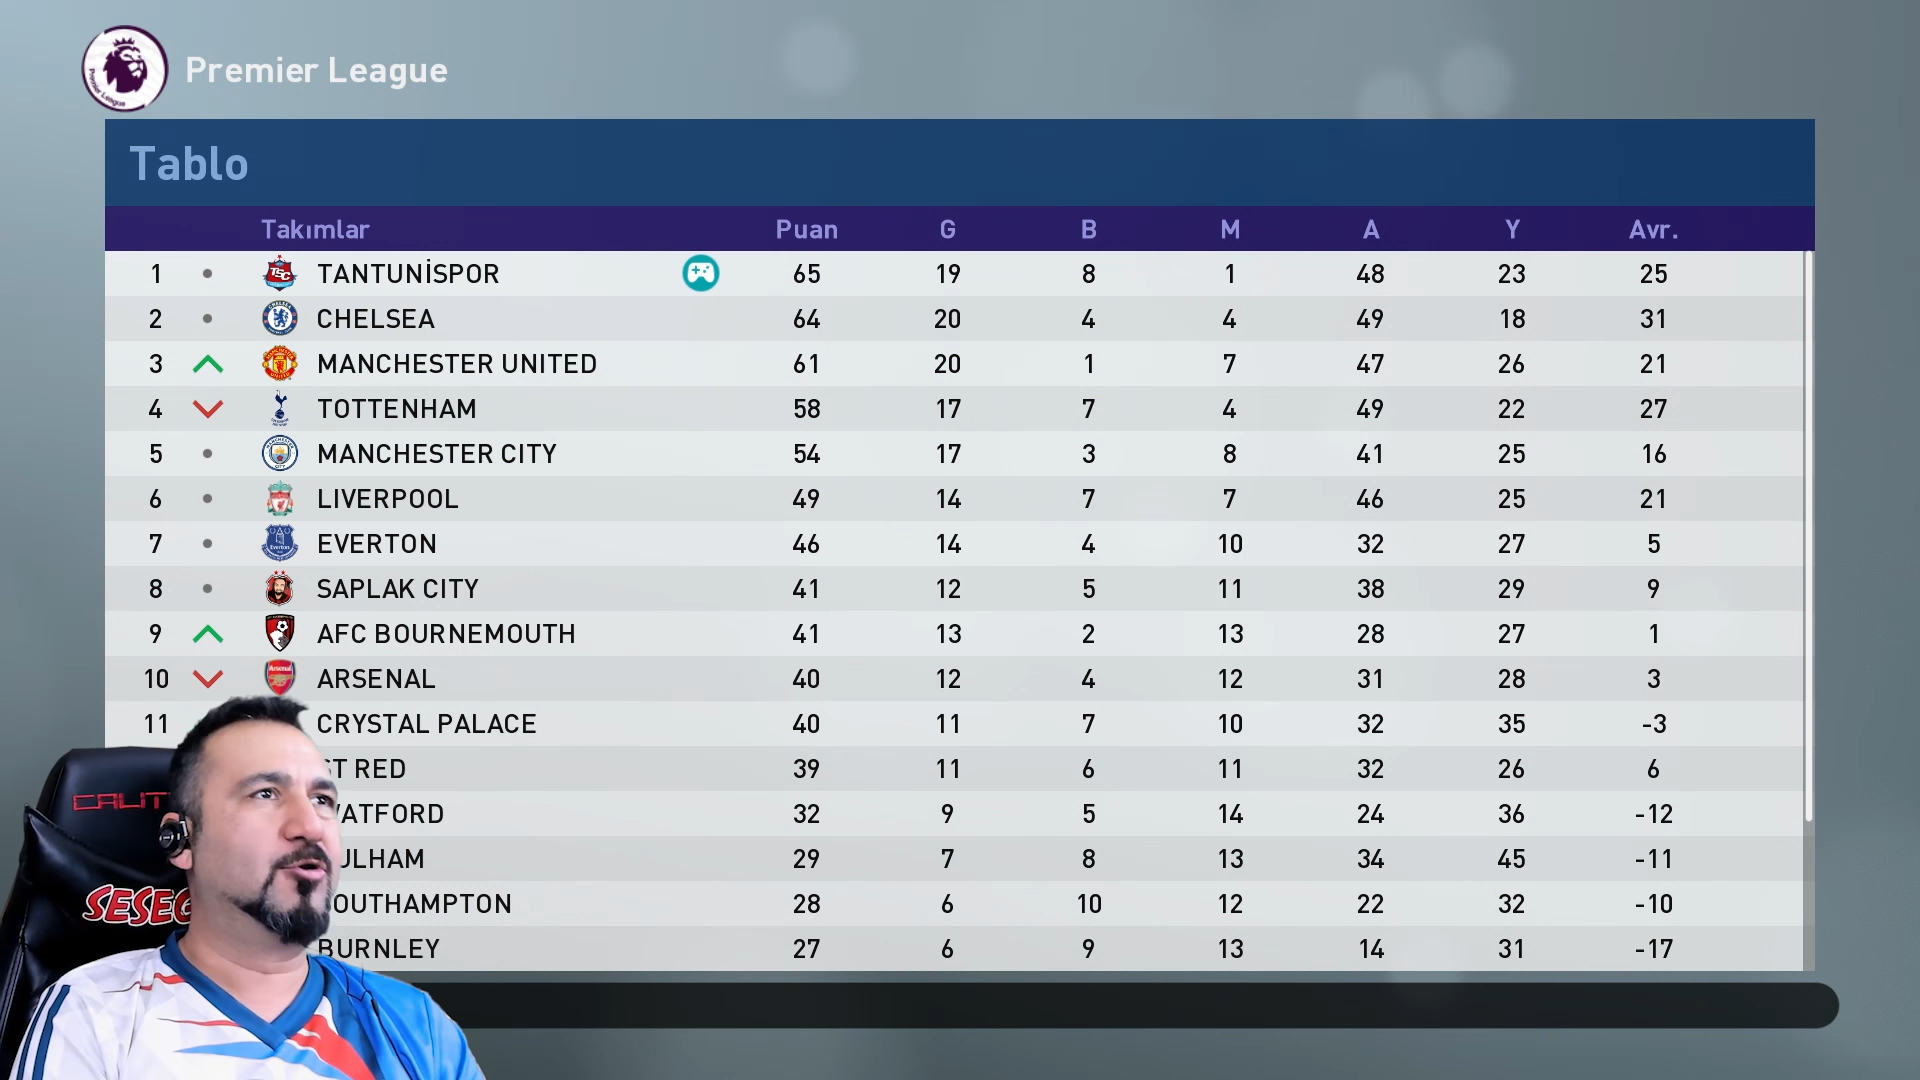 Premier League
Tablo
Takımlar Puan G B M A Y Avr.
1 TANTUNİSPOR 65 19 8 1 48 23 25
2 CHELSEA 64 20 4 4 49 18 31
3 MANCHESTER UNITED 61 20 1 7 47 26 21
4 TOTTENHAM 58 17 7 4 49 22 27
5 MANCHESTER CITY 54 17 3 8 41 25 16
6 LIVERPOOL 49 14 7 7 46 25 21
7 EVERTON 46 14 4 10 32 27 5
8 SAPLAK CITY 41 12 5 11 38 29 9
9 AFC BOURNEMOUTH 41 13 2 13 28 27 1
10 ARSENAL 40 12 4 12 31 28 3
11 CRYSTAL PALACE 40 11 7 10 32 35 -3
ST RED 39 11 6 11 32 26 6
WATFORD 32 9 5 14 24 36 -12
ULHAM 29 7 8 13 34 45 -11
OUTHAMPTON 28 6 10 12 22 32 -10
BURNLEY 27 6 9 13 14 31 -17
SESEG